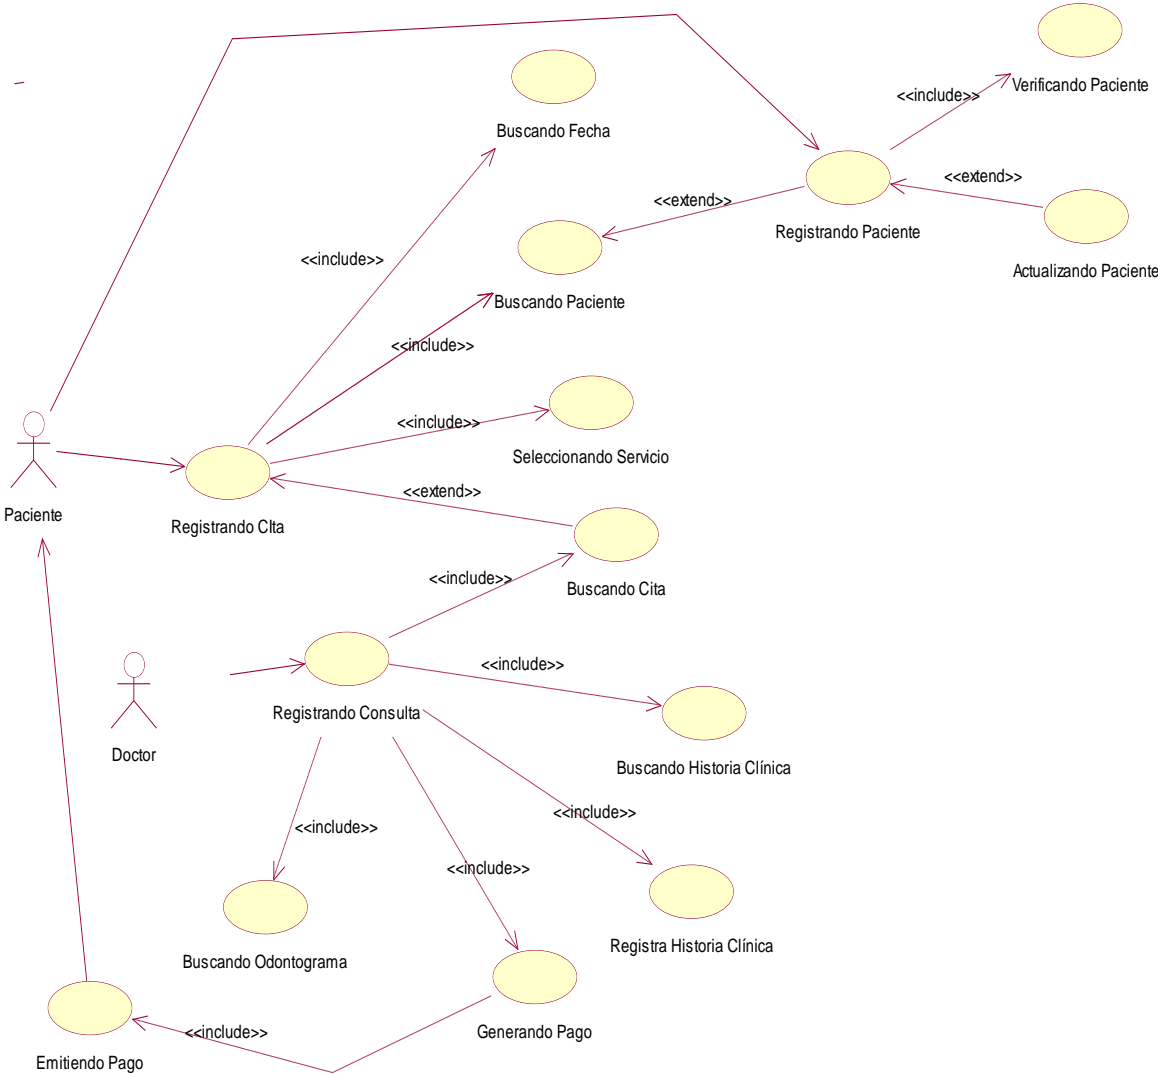 Verificando Paciente
<<include>>
Buscando Fecha
<<extend>>
<<extend>>
Registrando Paciente
<<include>>
Actualizando Paciente
Buscando Paciente
<<include>>
<<include>>
Seleccionando Servicio
<<extend>>
Paciente
Registrando CIta
<<include>>
Buscando Cita
<<include>>
Registrando Consulta
Doctor
Buscando Historia Clínica
<<include>>
<<include>>
<<include>>
Registra Historia Clínica
Buscando Odontograma
<<include>>
Generando Pago
Emitiendo Pago